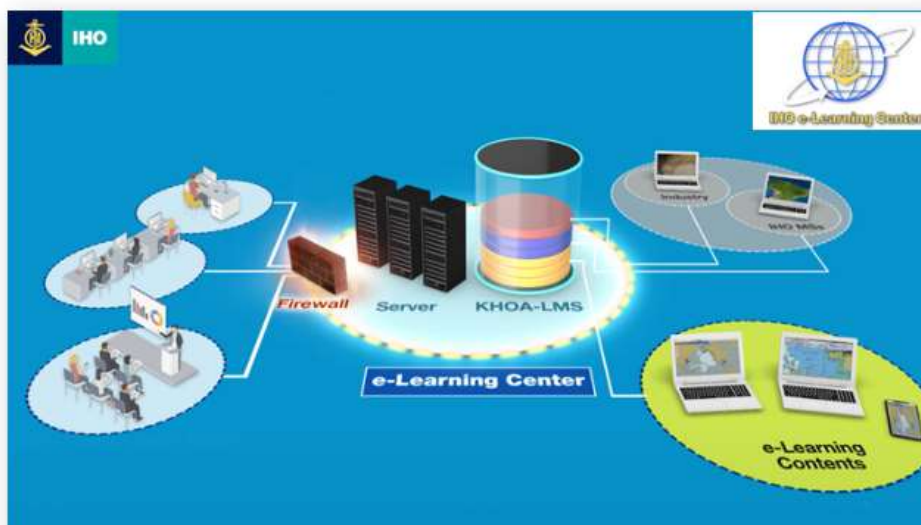 IHO
IHO e-Learning Center
Industry
IHO MSs
Firewall
Server
KHOA-LMS
e-Learning Center
e-Learning
Contents